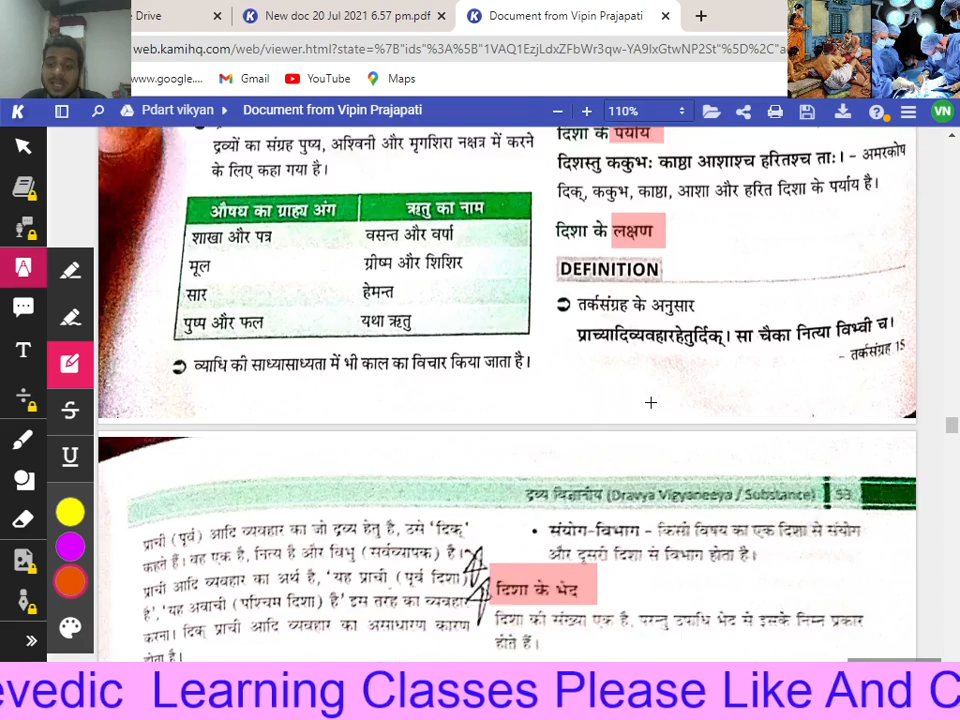 e Drive
New doc 20 Jul 2021 6.57 pm.pdf
Document from Vipin Prajapati
web.kamihq.com/web/viewer.html?state=%7B"ids"%3A%5B"1VAQ1EzjLdxZFbWr3qw-YA9lxGtwNP2St"%5D%2C"a
www.google....
Gmail
YouTube
Maps
Pdart vikyan
Document from Vipin Prajapati
110%
VN
द्रव्यों का संग्रह पुष्य, अश्विनी और मृगशिरा नक्षत्र में करने
के लिए कहा गया है।
औषध का ग्राह्य अंग ऋतु का नाम
शाखा और पत्र वसन्त और वर्षा
मूल ग्रीष्म और शिशिर
सार हेमन्त
पुष्प और फल यथा ऋतु
व्याधि की साध्यासाध्यता में भी काल का विचार किया जाता है।
दिशा के पर्याय
दिशस्तु ककुभः काष्ठा आशाश्च हरितश्च ताः। - अमरकोष
दिक्, ककुभ, काष्ठा, आशा और हरित दिशा के पर्याय है।
दिशा के लक्षण
DEFINITION
तर्कसंग्रह के अनुसार
प्राच्यादिव्यवहारहेतुर्दिक्। सा चैका नित्या विभ्वी च।
- तर्कसंग्रह 15
द्रव्य विज्ञानीय (Dravya Vigyaneeya / Substance) 53
प्राची (पूर्व) आदि व्यवहार का जो द्रव्य हेतु है, उसे 'दिक्'
कहते हैं। वह एक है, नित्य है और विभु (सर्वव्यापक) है।
प्राची आदि व्यवहार का अर्थ है, 'यह प्राची (पूर्व दिशा)
है', 'यह अवाची (पश्चिम दिशा) है' इस तरह का व्यवहार
करना। दिक् प्राची आदि व्यवहार का असाधारण कारण
होता है।
• संयोग-विभाग - किसी विषय का एक दिशा से संयोग
और दूसरी दिशा से विभाग होता है।
दिशा के भेद
दिशा की संख्या एक है, परन्तु उपाधि भेद से इसके निम्न प्रकार
होते हैं।
evedic Learning Classes Please Like And C